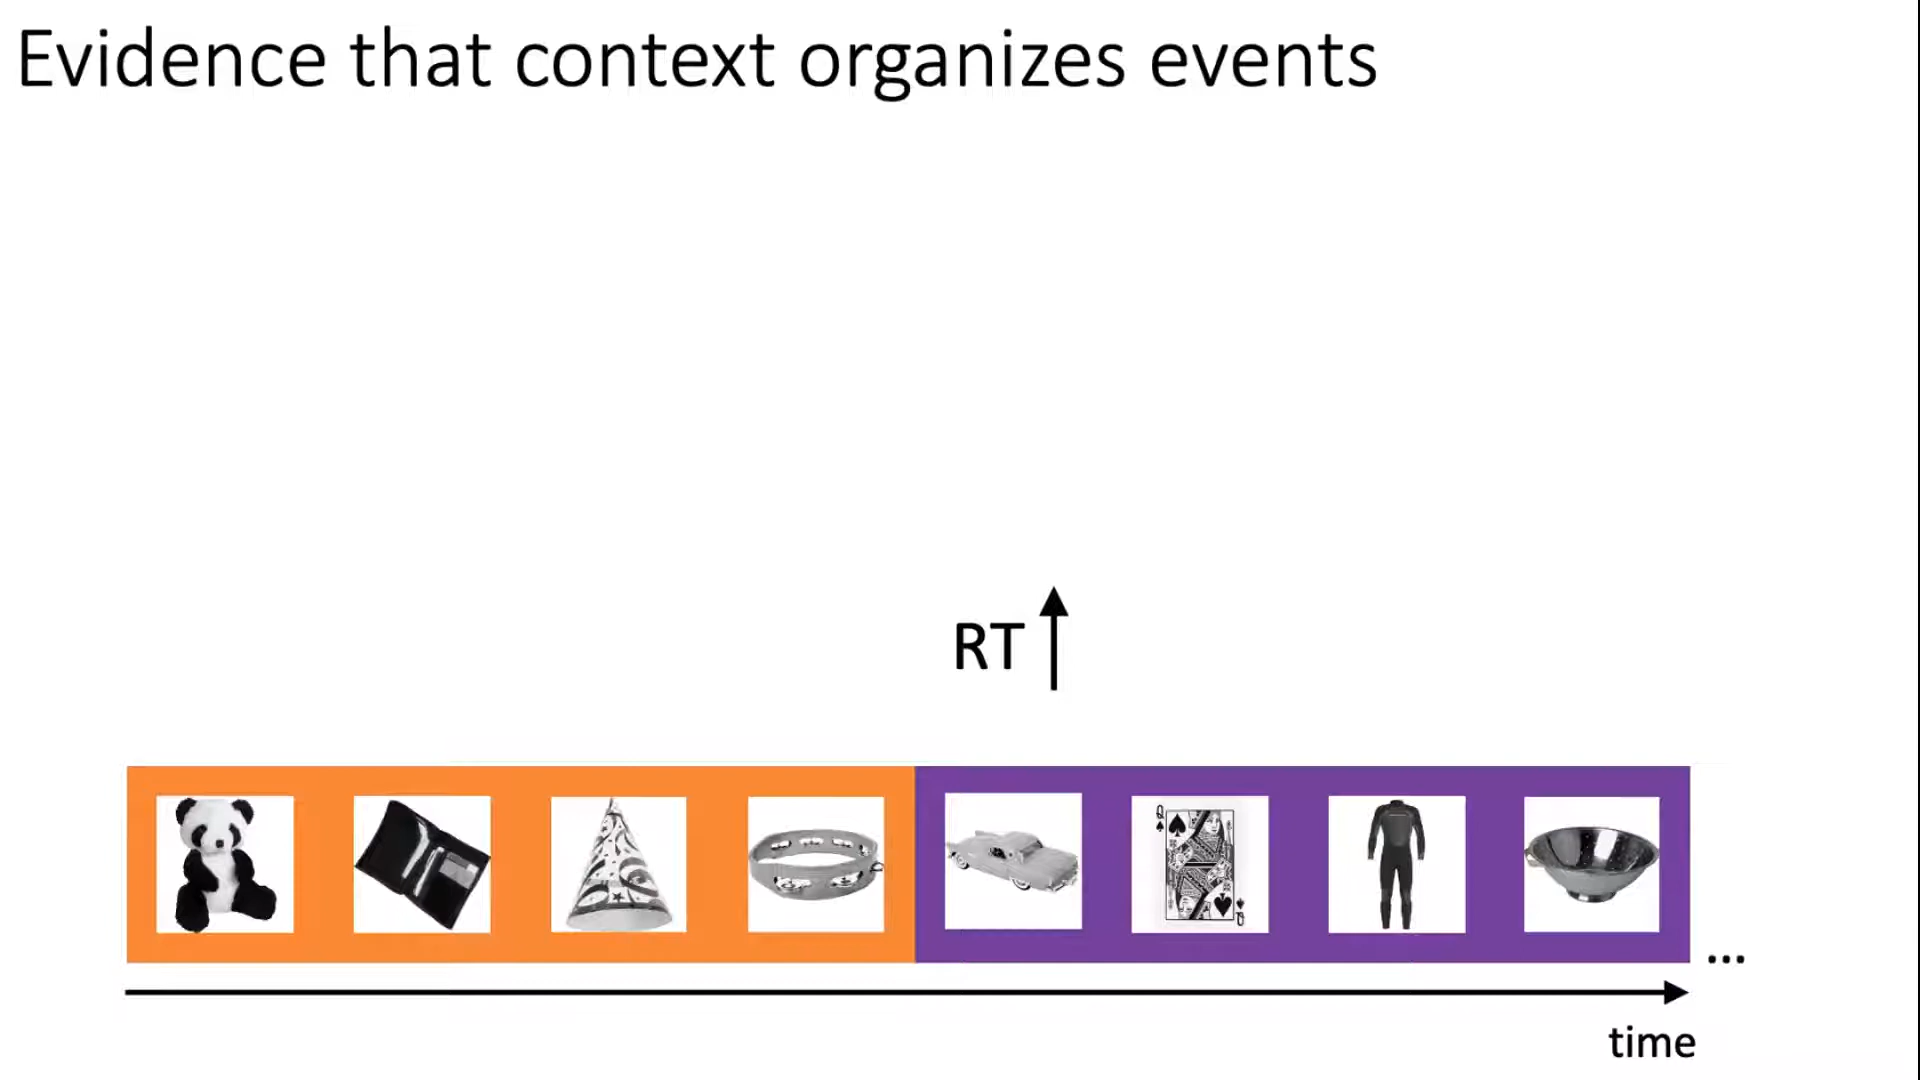 Evidence that context organizes events
RT
Q
Q
...
time